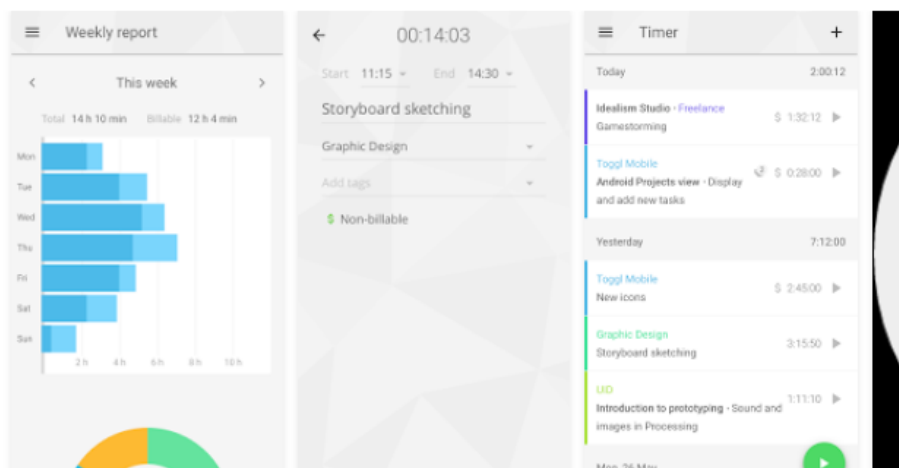 Weekly report
This week
Total 14 h 10 min Billable 12 h 4 min
Mon
Tue
Wed
Thu
Fri
Sat
Sun
2 h 4 h 6 h 8 h 10 h
00:14:03
Start 11:15 End 14:30
Storyboard sketching
Graphic Design
Add tags
$ Non-billable
Timer +
Today 2:00:12
Idealism Studio · Freelance
Gamestorming
$ 1:32:12
Toggl Mobile
Android Projects view · Display
and add new tasks
$ 0:28:00
Yesterday 7:12:00
Toggl Mobile
New icons
$ 2:45:00
Graphic Design
Storyboard sketching
3:15:50
UID
Introduction to prototyping · Sound and
images in Processing
1:11:10
Mon, 26 May